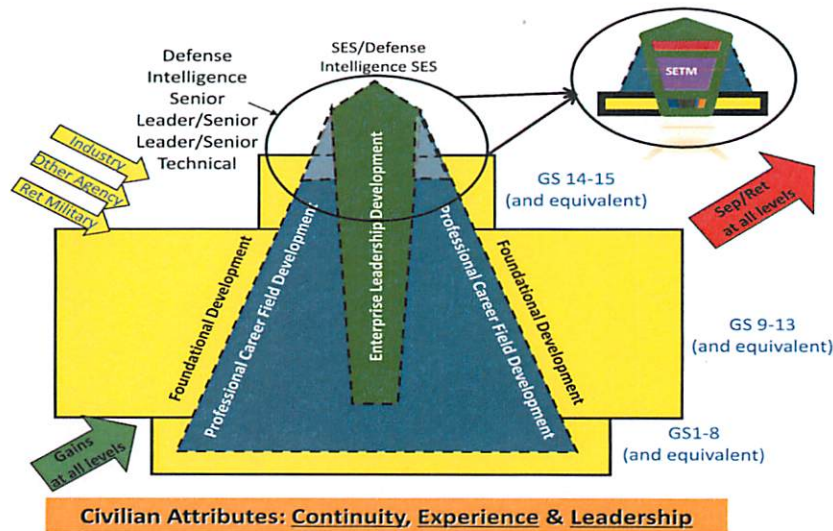 Defense
Intelligence
Senior
Leader/Senior
Leader/Senior
Technical
SES/Defense
Intelligence SES
SETM
Industry
Other Agency
Ret Military
GS 14-15
(and equivalent)
Sep/Ret
at all levels
Foundational Development
Professional Career Field Development
Enterprise Leadership Development
Professional Career Field Development
Foundational Development
GS 9-13
(and equivalent)
Gains
at all levels
GS1-8
(and equivalent)
Civilian Attributes: Continuity, Experience & Leadership